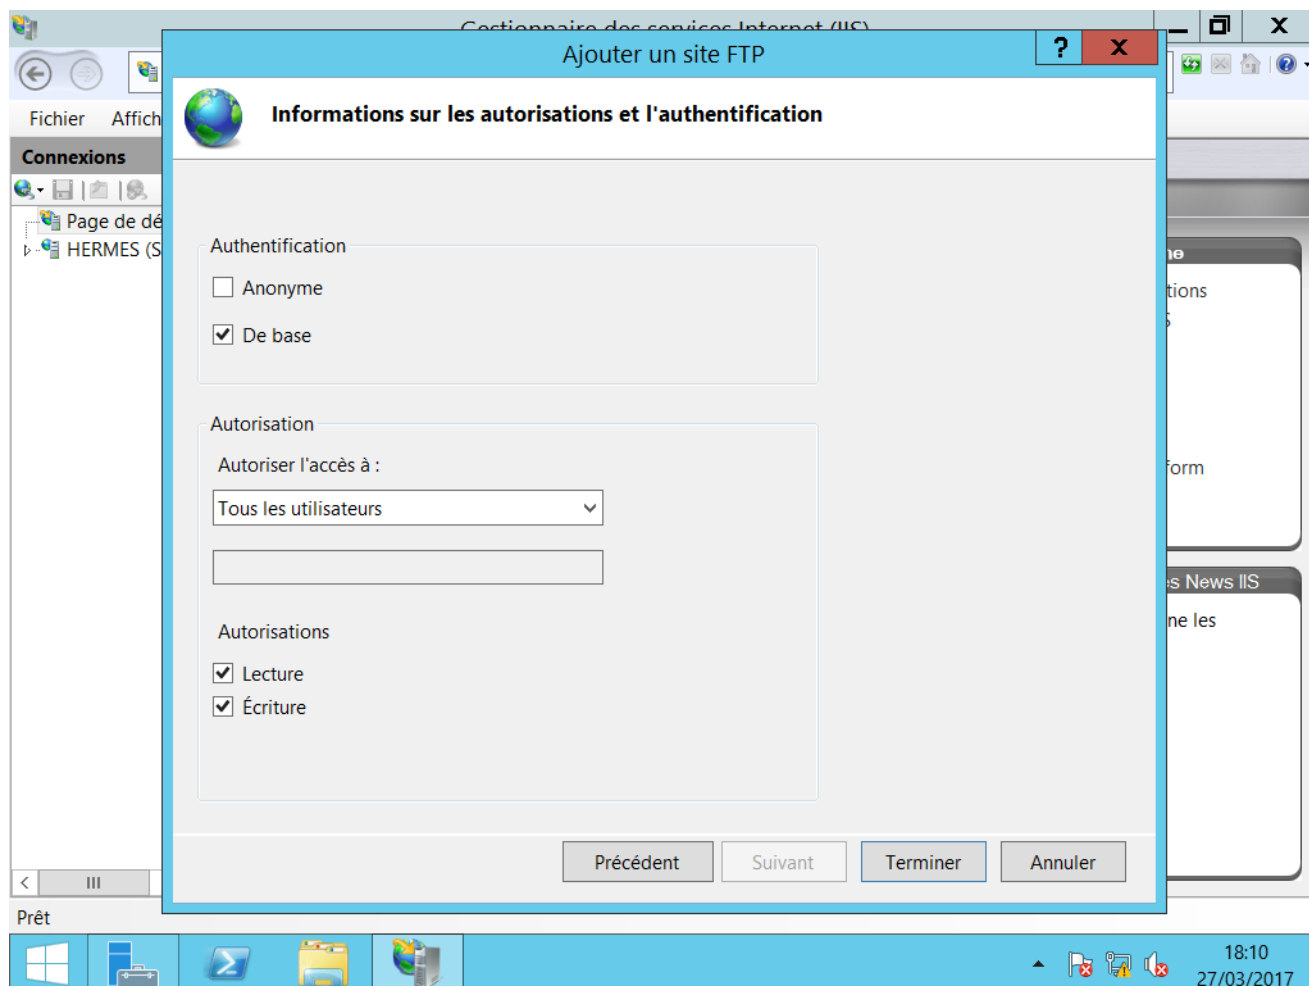 Gestionnaire des services Internet (IIS)
Ajouter un site FTP
?
X
X
Informations sur les autorisations et l'authentification
Fichier Affich
Connexions
Page de dé
HERMES (S
Authentification
Anonyme
De base
Autorisation
Autoriser l'accès à :
Tous les utilisateurs
Autorisations
Lecture
Écriture
tions
S
form
s News IIS
ne les
Précédent
Suivant
Terminer
Annuler
Prêt
18:10
27/03/2017